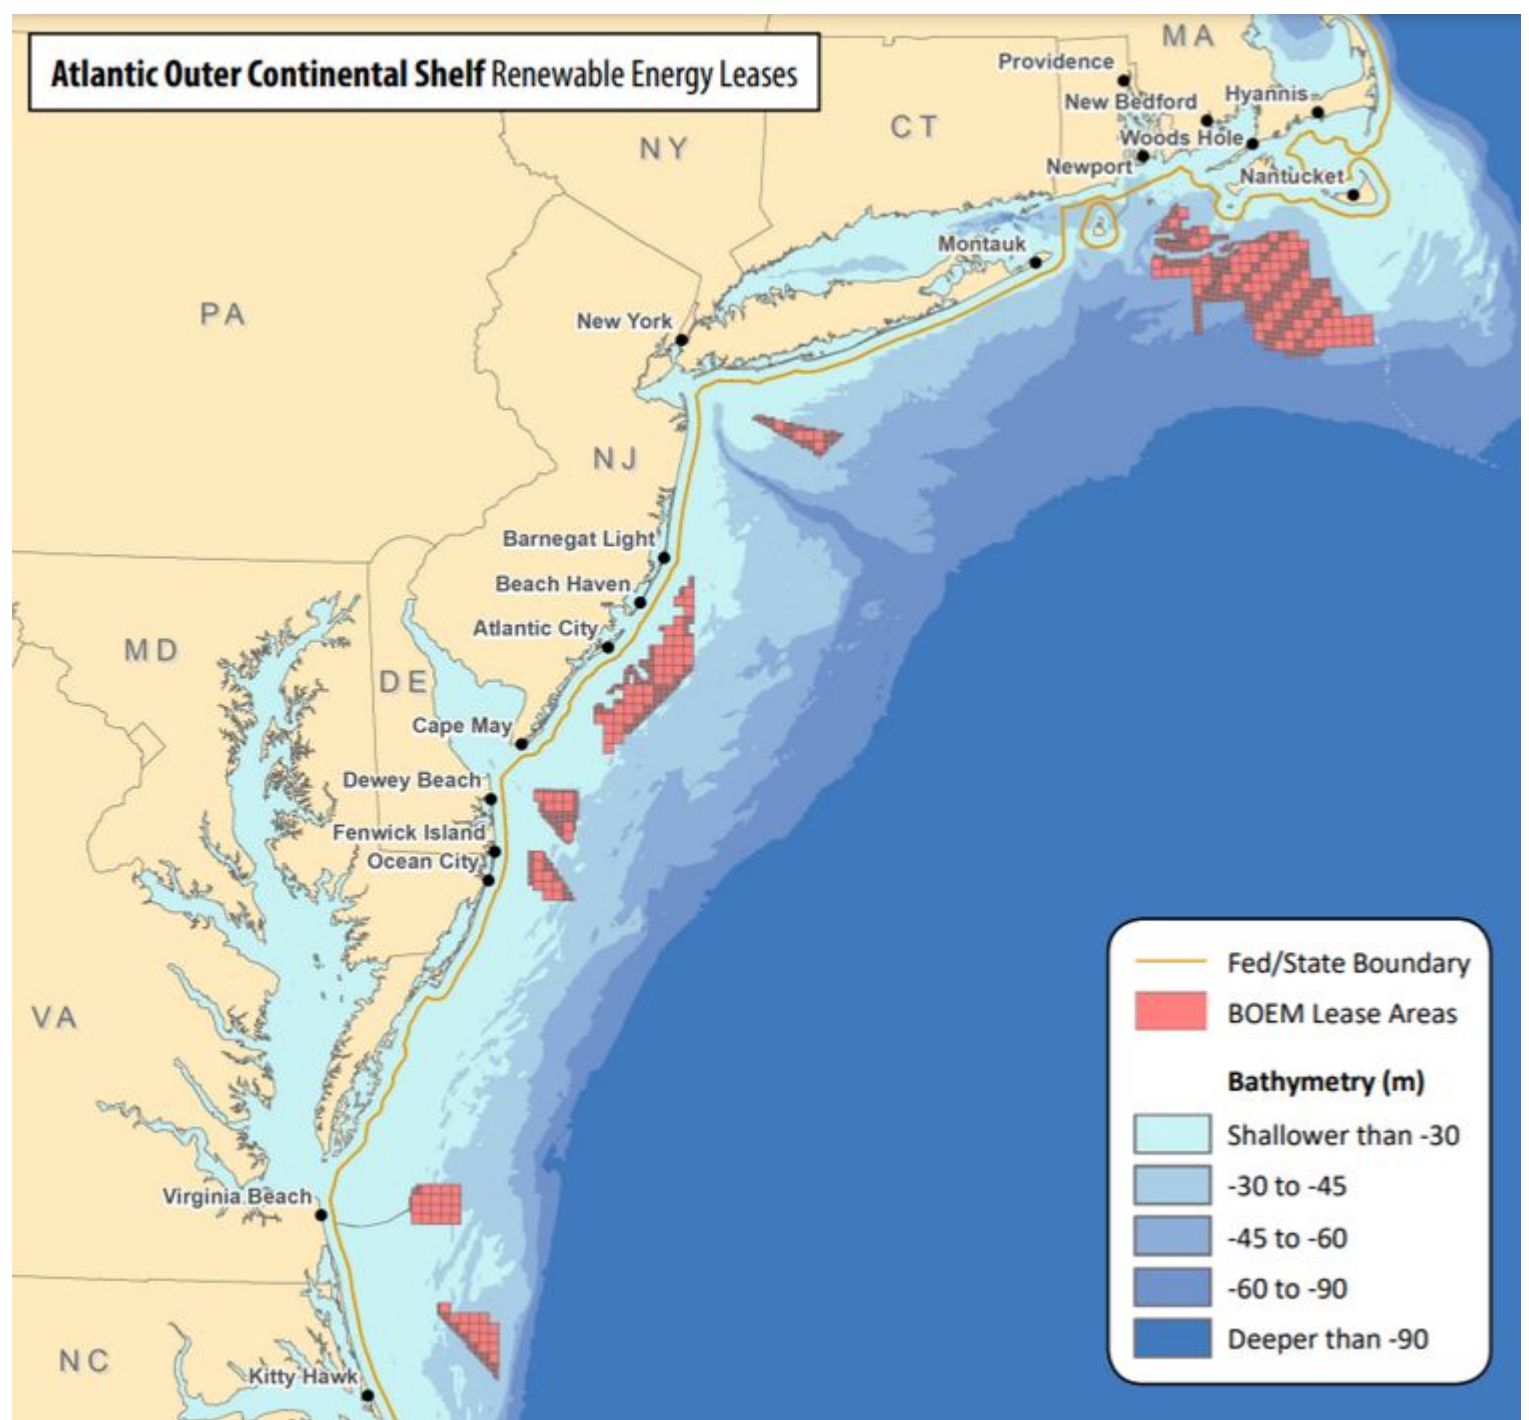 Atlantic Outer Continental Shelf Renewable Energy Leases
MA
Providence
New Bedford
Hyannis
CT
NY
Woods Hole
Newport
Nantucket
Montauk
PA
New York
NJ
Barnegat Light
Beach Haven
Atlantic City
MD
DE
Cape May
Dewey Beach
Fenwick Island
Ocean City
VA
Virginia Beach
NC
Kitty Hawk
Fed/State Boundary
BOEM Lease Areas
Bathymetry (m)
Shallower than -30
-30 to -45
-45 to -60
-60 to -90
Deeper than -90